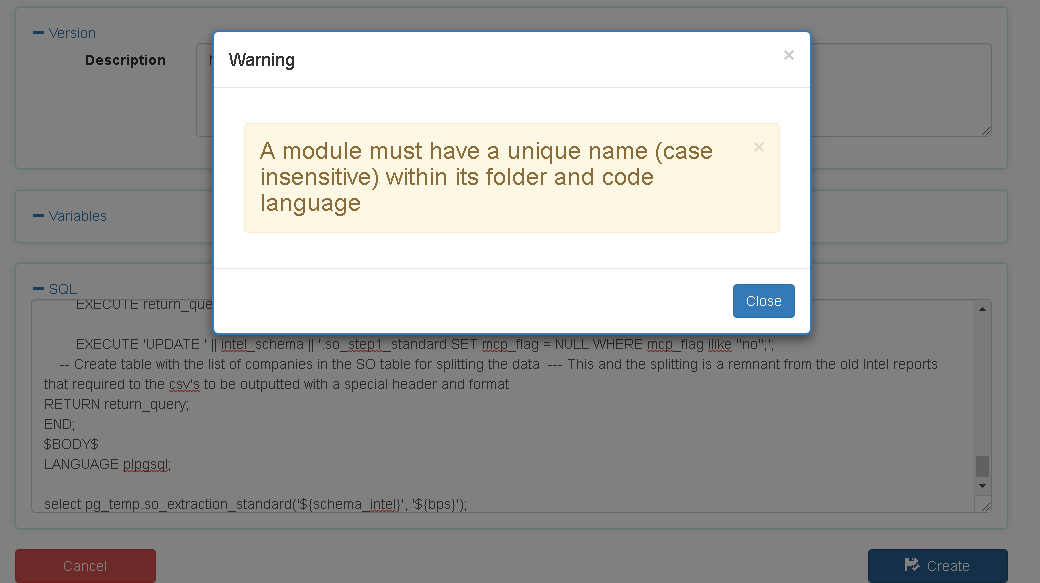 Version
Description
Warning
×
A module must have a unique name (case
insensitive) within its folder and code
language
×
Close
Variables
SQL
EXECUTE return_que
EXECUTE 'UPDATE ' || intel_schema || '.so_step1_standard SET mcp_flag = NULL WHERE mcp_flag ilike ''no'';';
-- Create table with the list of companies in the SO table for splitting the data --- This and the splitting is a remnant from the old Intel reports
that required to the csv's to be outputted with a special header and format
RETURN return_query;
END;
$BODY$
LANGUAGE plpgsql;
select pg_temp.so_extraction_standard('${schema_intel}', '${bps}');
Cancel
Create